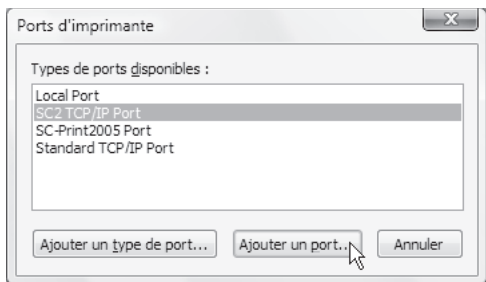 Ports d'imprimante
Types de ports disponibles :
Local Port
SC2 TCP/IP Port
SC-Print2005 Port
Standard TCP/IP Port
Ajouter un type de port... Ajouter un port... Annuler